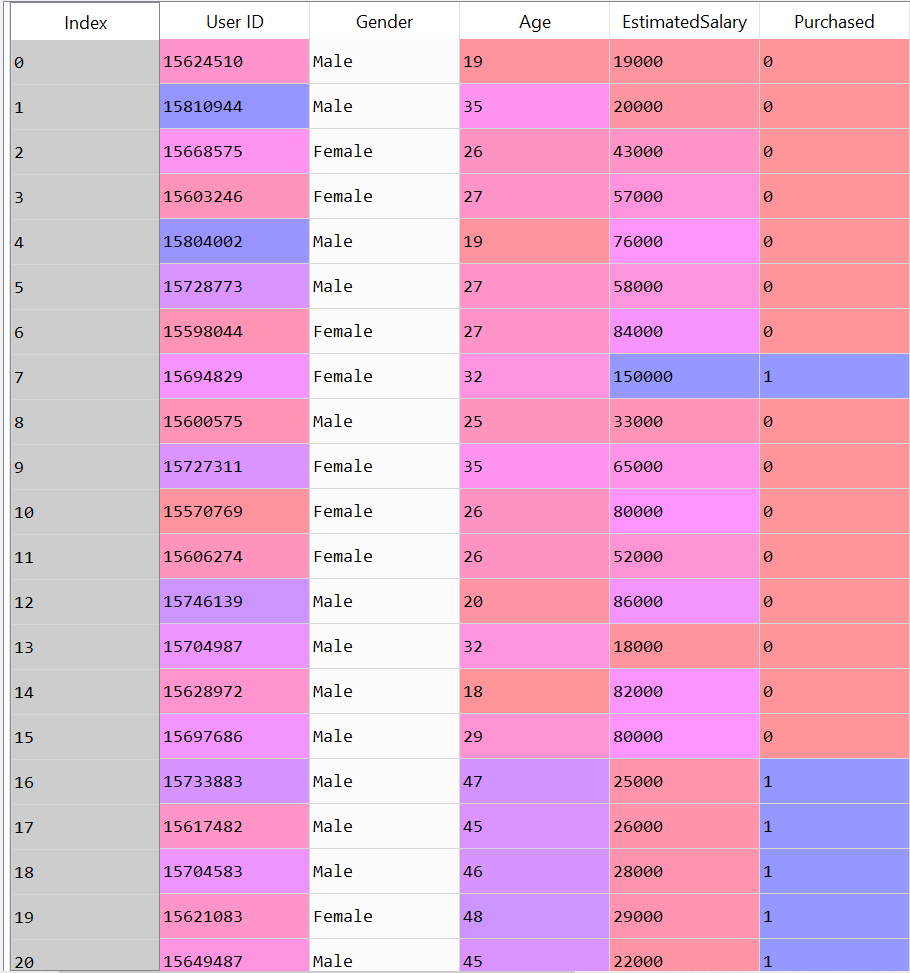 Index User ID Gender Age EstimatedSalary Purchased
0 15624510 Male 19 19000 0
1 15810944 Male 35 20000 0
2 15668575 Female 26 43000 0
3 15603246 Female 27 57000 0
4 15804002 Male 19 76000 0
5 15728773 Male 27 58000 0
6 15598044 Female 27 84000 0
7 15694829 Female 32 150000 1
8 15600575 Male 25 33000 0
9 15727311 Female 35 65000 0
10 15570769 Female 26 80000 0
11 15606274 Female 26 52000 0
12 15746139 Male 20 86000 0
13 15704987 Male 32 18000 0
14 15628972 Male 18 82000 0
15 15697686 Male 29 80000 0
16 15733883 Male 47 25000 1
17 15617482 Male 45 26000 1
18 15704583 Male 46 28000 1
19 15621083 Female 48 29000 1
20 15649487 Male 45 22000 1